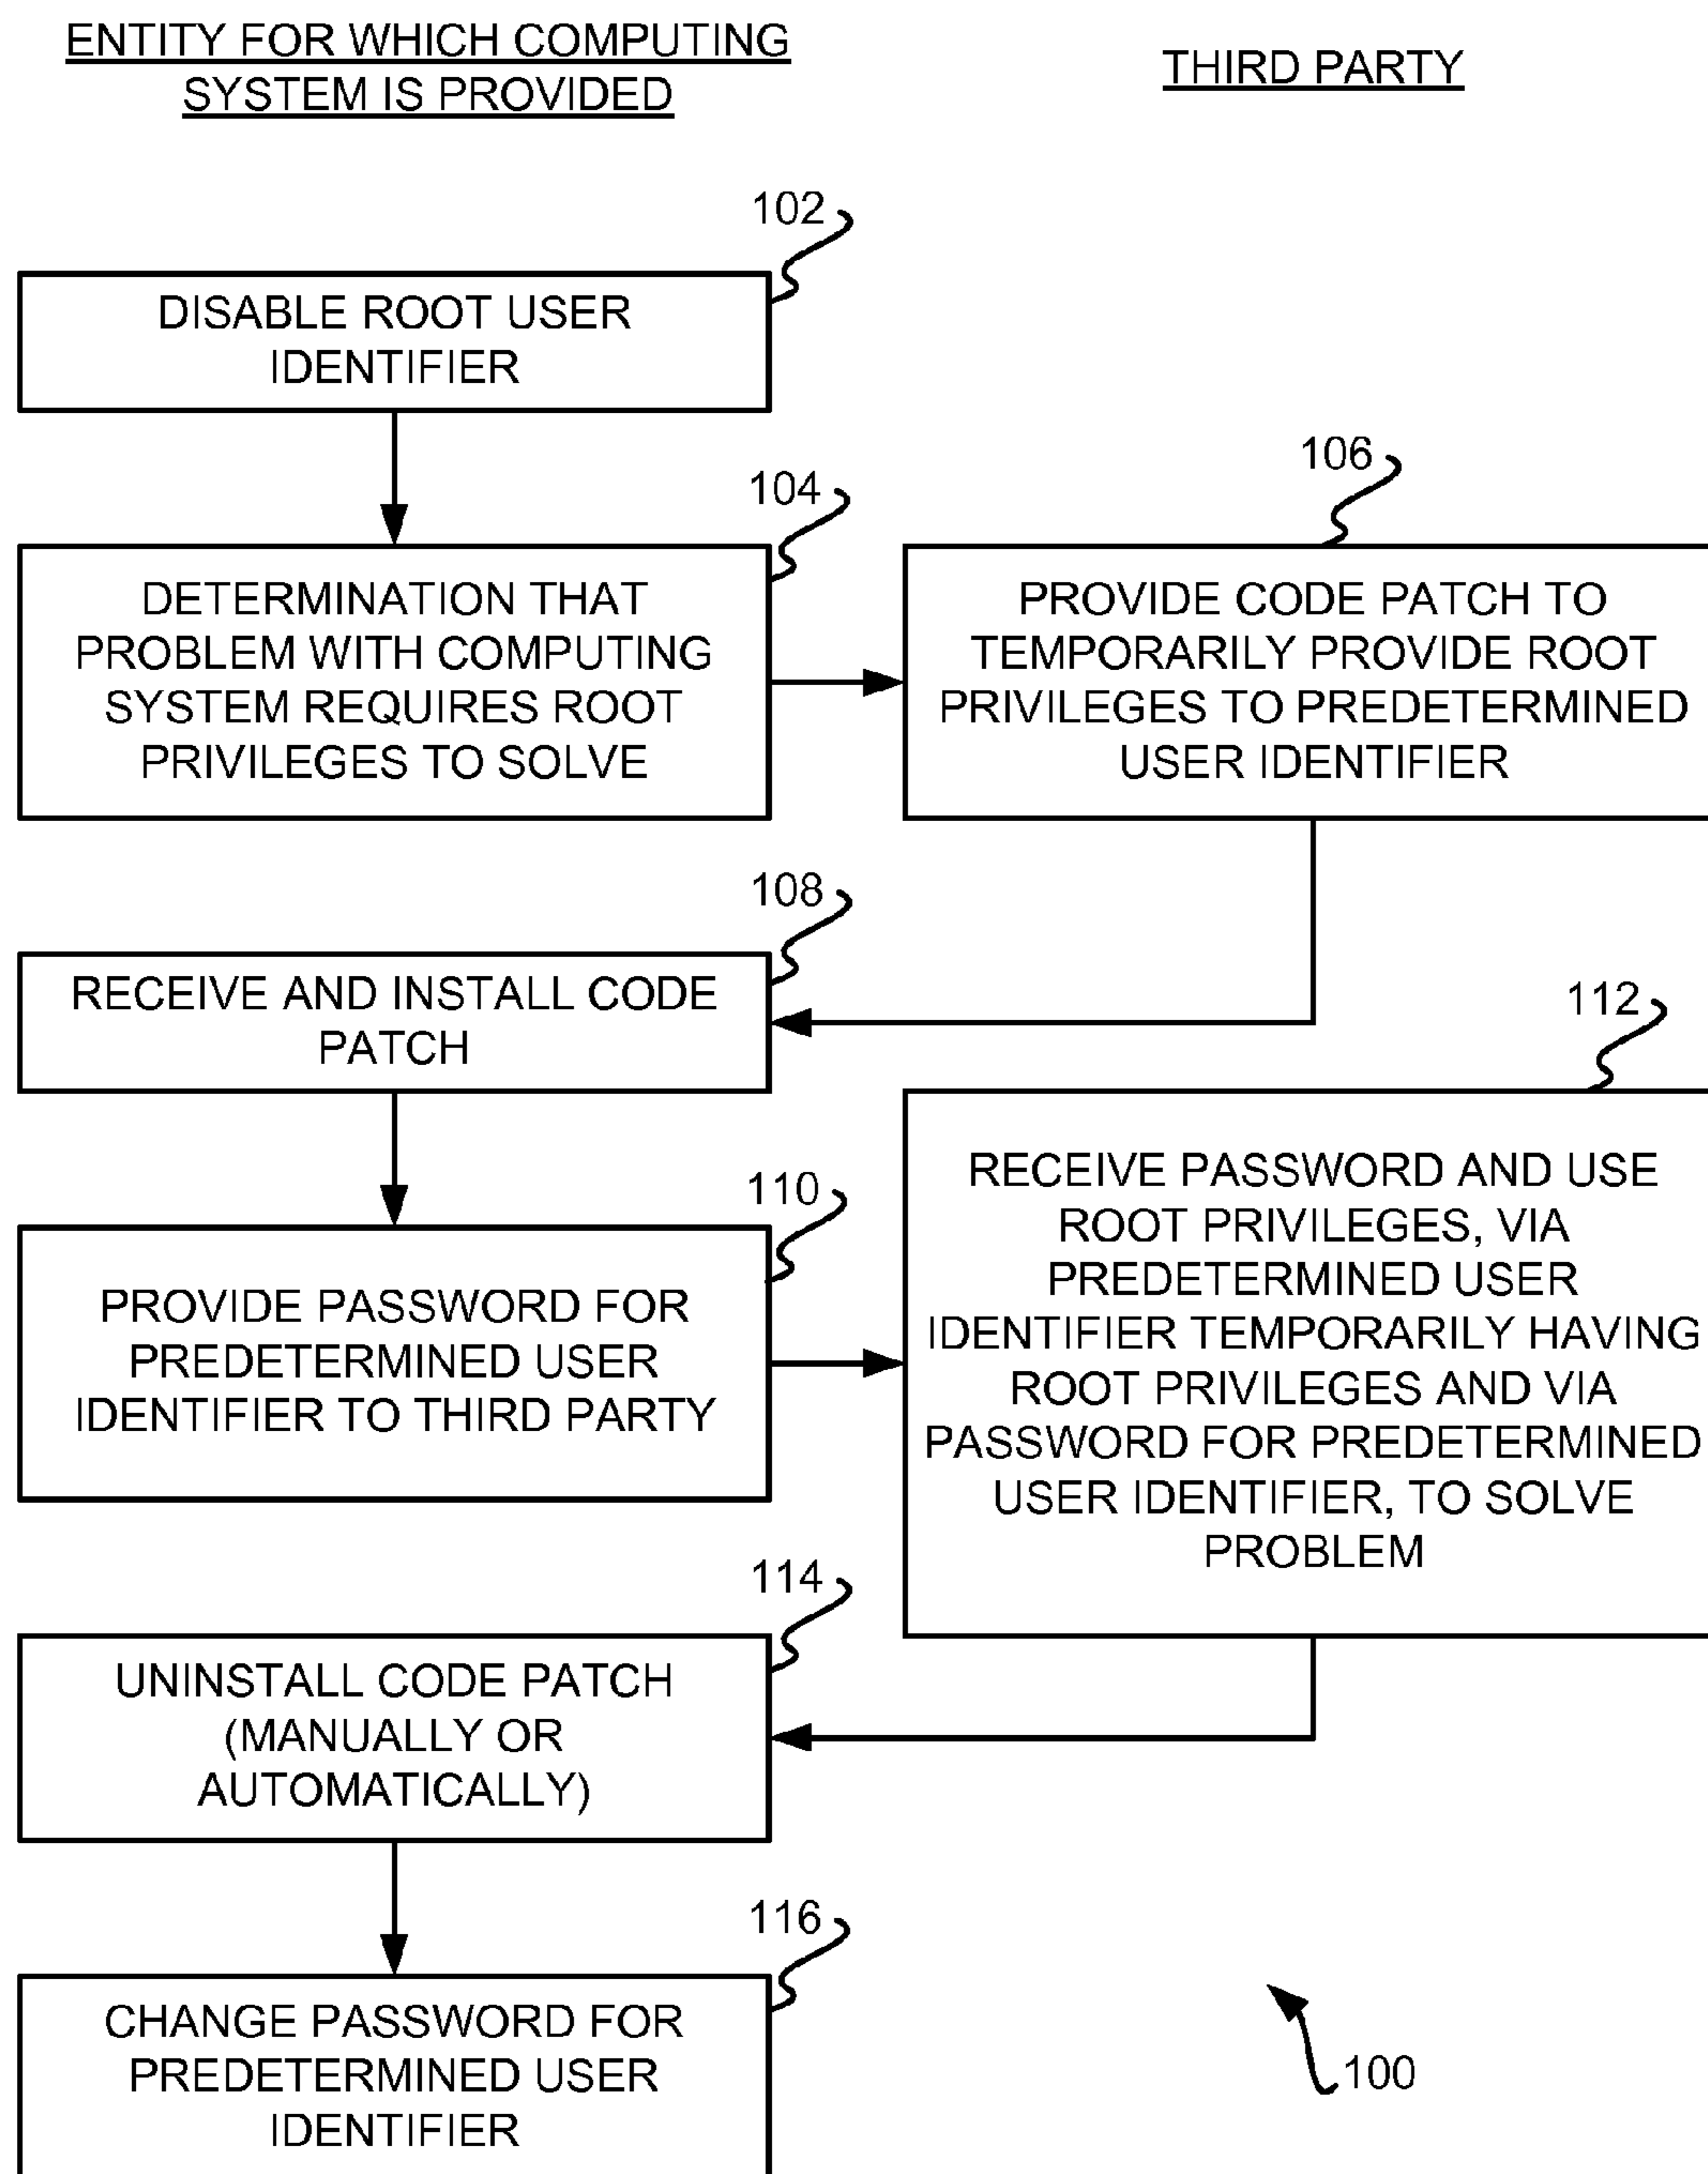 ENTITY FOR WHICH COMPUTING
SYSTEM IS PROVIDED
THIRD PARTY
102
DISABLE ROOT USER
IDENTIFIER
104
DETERMINATION THAT
PROBLEM WITH COMPUTING
SYSTEM REQUIRES ROOT
PRIVILEGES TO SOLVE
106
PROVIDE CODE PATCH TO
TEMPORARILY PROVIDE ROOT
PRIVILEGES TO PREDETERMINED
USER IDENTIFIER
108
RECEIVE AND INSTALL CODE
PATCH
110
PROVIDE PASSWORD FOR
PREDETERMINED USER
IDENTIFIER TO THIRD PARTY
112
RECEIVE PASSWORD AND USE
ROOT PRIVILEGES, VIA
PREDETERMINED USER
IDENTIFIER TEMPORARILY HAVING
ROOT PRIVILEGES AND VIA
PASSWORD FOR PREDETERMINED
USER IDENTIFIER, TO SOLVE
PROBLEM
114
UNINSTALL CODE PATCH
(MANUALLY OR
AUTOMATICALLY)
116
CHANGE PASSWORD FOR
PREDETERMINED USER
IDENTIFIER
100